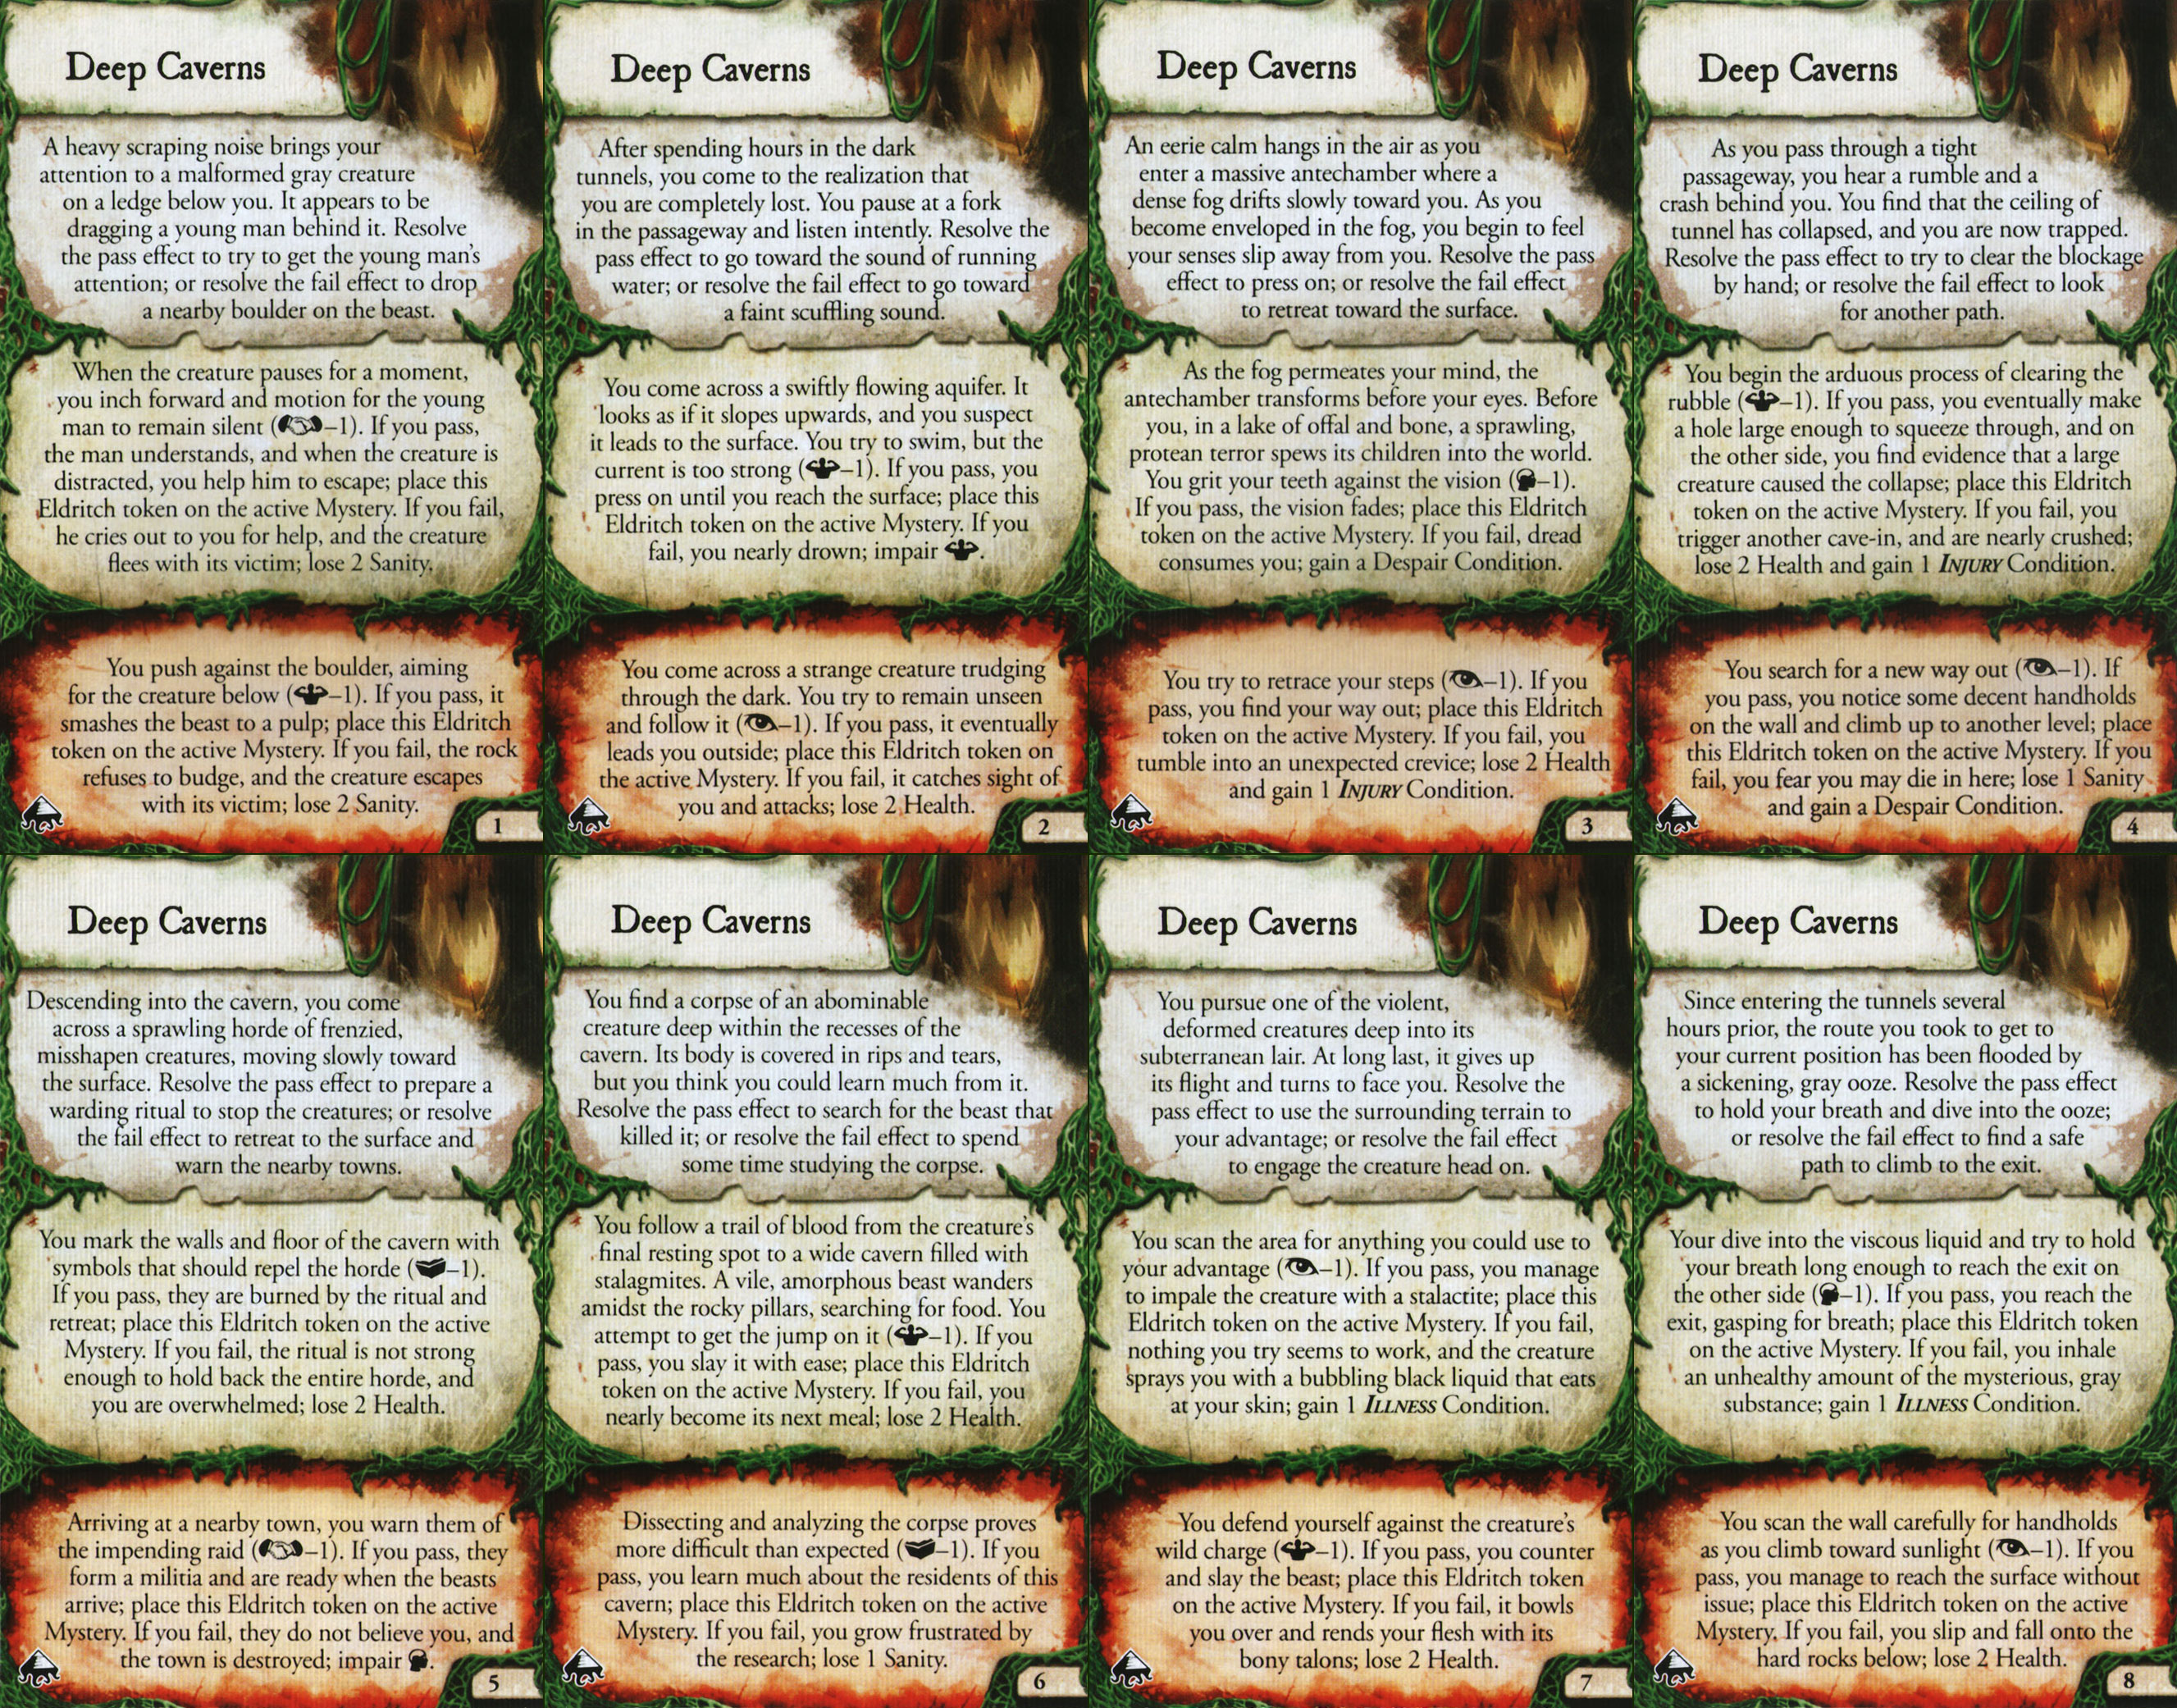 Deep Caverns
A heavy scraping noise brings your
attention to a malformed gray creature
on a ledge below you. It appears to be
dragging a young man behind it. Resolve
the pass effect to try to get the young man's
attention; or resolve the fail effect to drop
a nearby boulder on the beast.
When the creature pauses for a moment,
you inch forward and motion for the young
man to remain silent (–1). If you pass,
the man understands, and when the creature is
distracted, you help him to escape; place this
Eldritch token on the active Mystery. If you fail,
he cries out to you for help, and the creature
flees with its victim; lose 2 Sanity.
You push against the boulder, aiming
for the creature below (–1). If you pass, it
smashes the beast to a pulp; place this Eldritch
token on the active Mystery. If you fail, the rock
refuses to budge, and the creature escapes
with its victim; lose 2 Sanity.
1
Deep Caverns
After spending hours in the dark
tunnels, you come to the realization that
you are completely lost. You pause at a fork
in the passageway and listen intently. Resolve the
pass effect to go toward the sound of running
water; or resolve the fail effect to go toward
a faint scuffling sound.
You come across a swiftly flowing aquifer. It
looks as if it slopes upwards, and you suspect
it leads to the surface. You try to swim, but the
current is too strong (–1). If you pass, you
press on until you reach the surface; place this
Eldritch token on the active Mystery. If you
fail, you nearly drown; impair .
You come across a strange creature trudging
through the dark. You try to remain unseen
and follow it (–1). If you pass, it eventually
leads you outside; place this Eldritch token on
the active Mystery. If you fail, it catches sight of
you and attacks; lose 2 Health.
2
Deep Caverns
An eerie calm hangs in the air as you
enter a massive antechamber where a
dense fog drifts slowly toward you. As you
become enveloped in the fog, you begin to feel
your senses slip away from you. Resolve the pass
effect to press on; or resolve the fail effect
to retreat toward the surface.
As the fog permeates your mind, the
antechamber transforms before your eyes. Before
you, in a lake of offal and bone, a sprawling,
protean terror spews its children into the world.
You grit your teeth against the vision (–1).
If you pass, the vision fades; place this Eldritch
token on the active Mystery. If you fail, dread
consumes you; gain a Despair Condition.
You try to retrace your steps (–1). If you
pass, you find your way out; place this Eldritch
token on the active Mystery. If you fail, you
tumble into an unexpected crevice; lose 2 Health
and gain 1 INJURY Condition.
3
Deep Caverns
As you pass through a tight
passageway, you hear a rumble and a
crash behind you. You find that the ceiling of
tunnel has collapsed, and you are now trapped.
Resolve the pass effect to try to clear the blockage
by hand; or resolve the fail effect to look
for another path.
You begin the arduous process of clearing the
rubble (–1). If you pass, you eventually make
a hole large enough to squeeze through, and on
the other side, you find evidence that a large
creature caused the collapse; place this Eldritch
token on the active Mystery. If you fail, you
trigger another cave-in, and are nearly crushed;
lose 2 Health and gain 1 INJURY Condition.
You search for a new way out (–1). If
you pass, you notice some decent handholds
on the wall and climb up to another level; place
this Eldritch token on the active Mystery. If you
fail, you fear you may die in here; lose 1 Sanity
and gain a Despair Condition.
4
Deep Caverns
Descending into the cavern, you come
across a sprawling horde of frenzied,
misshapen creatures, moving slowly toward
the surface. Resolve the pass effect to prepare a
warding ritual to stop the creatures; or resolve
the fail effect to retreat to the surface and
warn the nearby towns.
You mark the walls and floor of the cavern with
symbols that should repel the horde (–1).
If you pass, they are burned by the ritual and
retreat; place this Eldritch token on the active
Mystery. If you fail, the ritual is not strong
enough to hold back the entire horde, and
you are overwhelmed; lose 2 Health.
Arriving at a nearby town, you warn them of
the impending raid (–1). If you pass, they
form a militia and are ready when the beasts
arrive; place this Eldritch token on the active
Mystery. If you fail, they do not believe you, and
the town is destroyed; impair .
5
Deep Caverns
You find a corpse of an abominable
creature deep within the recesses of the
cavern. Its body is covered in rips and tears,
but you think you could learn much from it.
Resolve the pass effect to search for the beast that
killed it; or resolve the fail effect to spend
some time studying the corpse.
You follow a trail of blood from the creature's
final resting spot to a wide cavern filled with
stalagmites. A vile, amorphous beast wanders
amidst the rocky pillars, searching for food. You
attempt to get the jump on it (–1). If you
pass, you slay it with ease; place this Eldritch
token on the active Mystery. If you fail, you
nearly become its next meal; lose 2 Health.
Dissecting and analyzing the corpse proves
more difficult than expected (–1). If you
pass, you learn much about the residents of this
cavern; place this Eldritch token on the active
Mystery. If you fail, you grow frustrated by
the research; lose 1 Sanity.
6
Deep Caverns
You pursue one of the violent,
deformed creatures deep into its
subterranean lair. At long last, it gives up
its flight and turns to face you. Resolve the
pass effect to use the surrounding terrain to
your advantage; or resolve the fail effect
to engage the creature head on.
You scan the area for anything you could use to
your advantage (–1). If you pass, you manage
to impale the creature with a stalactite; place this
Eldritch token on the active Mystery. If you fail,
nothing you try seems to work, and the creature
sprays you with a bubbling black liquid that eats
at your skin; gain 1 ILLNESS Condition.
You defend yourself against the creature's
wild charge (–1). If you pass, you counter
and slay the beast; place this Eldritch token
on the active Mystery. If you fail, it bowls
you over and rends your flesh with its
bony talons; lose 2 Health.
7
Deep Caverns
Since entering the tunnels several
hours prior, the route you took to get to
your current position has been flooded by
a sickening, gray ooze. Resolve the pass effect
to hold your breath and dive into the ooze;
or resolve the fail effect to find a safe
path to climb to the exit.
Your dive into the viscous liquid and try to hold
your breath long enough to reach the exit on
the other side (–1). If you pass, you reach the
exit, gasping for breath; place this Eldritch token
on the active Mystery. If you fail, you inhale
an unhealthy amount of the mysterious, gray
substance; gain 1 ILLNESS Condition.
You scan the wall carefully for handholds
as you climb toward sunlight (–1). If you
pass, you manage to reach the surface without
issue; place this Eldritch token on the active
Mystery. If you fail, you slip and fall onto the
hard rocks below; lose 2 Health.
8